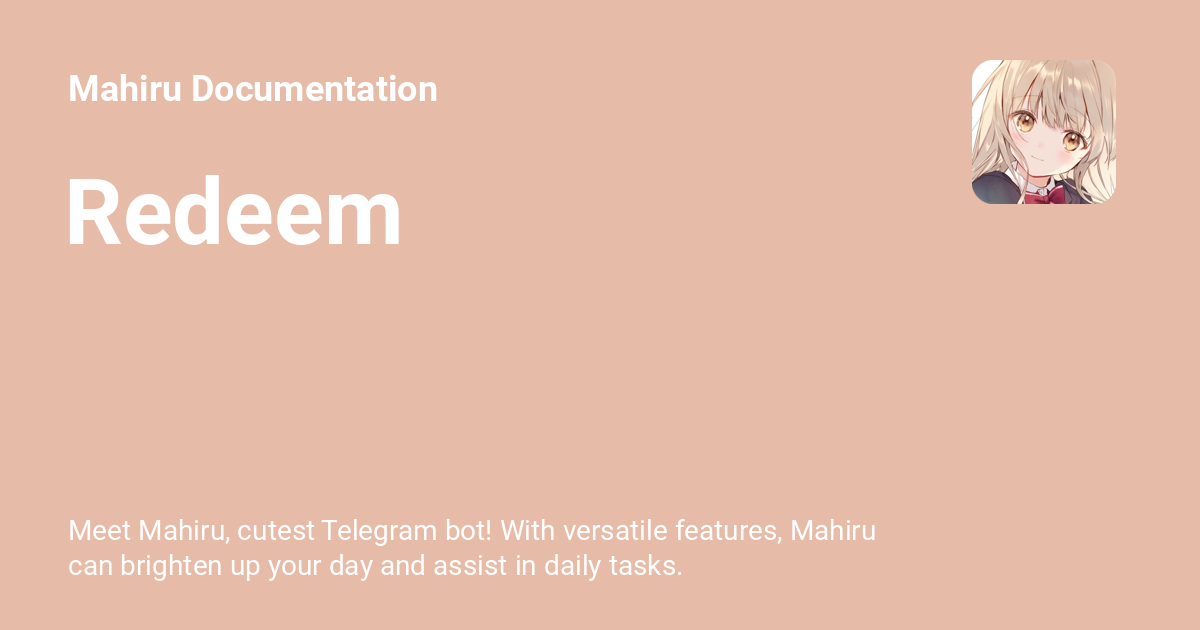 Mahiru Documentation
Redeem
Meet Mahiru, cutest Telegram bot! With versatile features, Mahiru
can brighten up your day and assist in daily tasks.